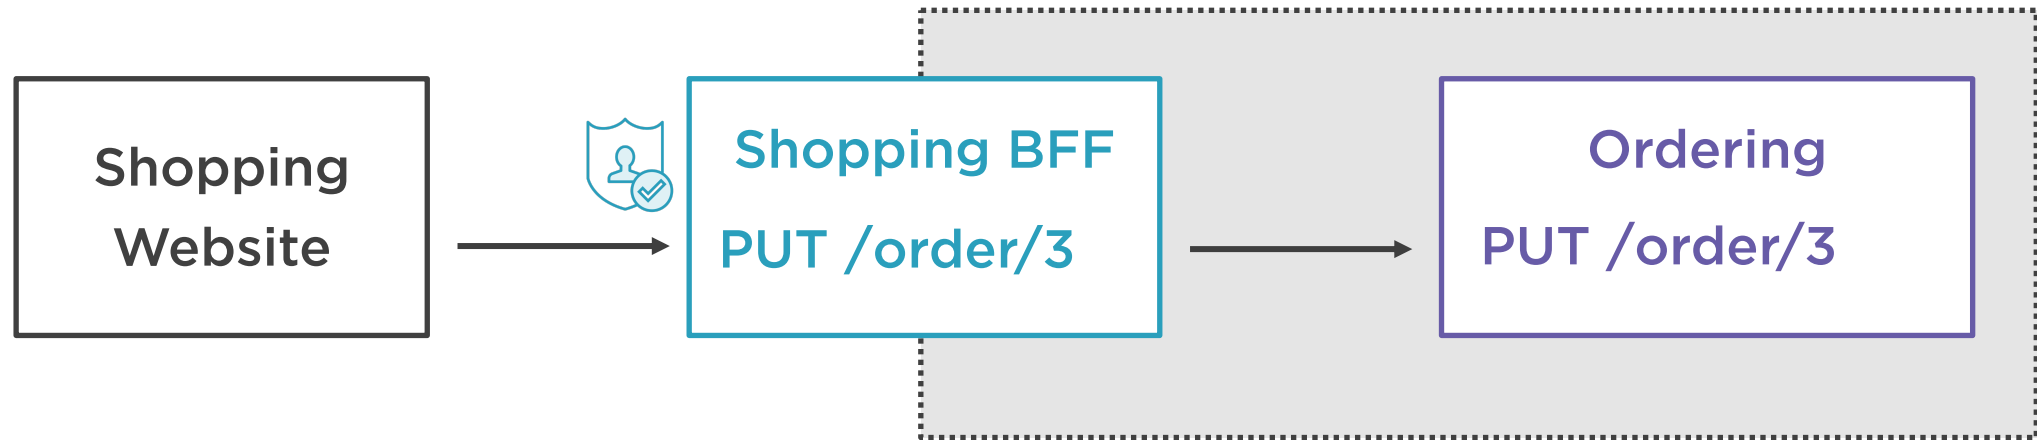 Shopping
Website
Shopping BFF
PUT /order/3
Ordering
PUT /order/3